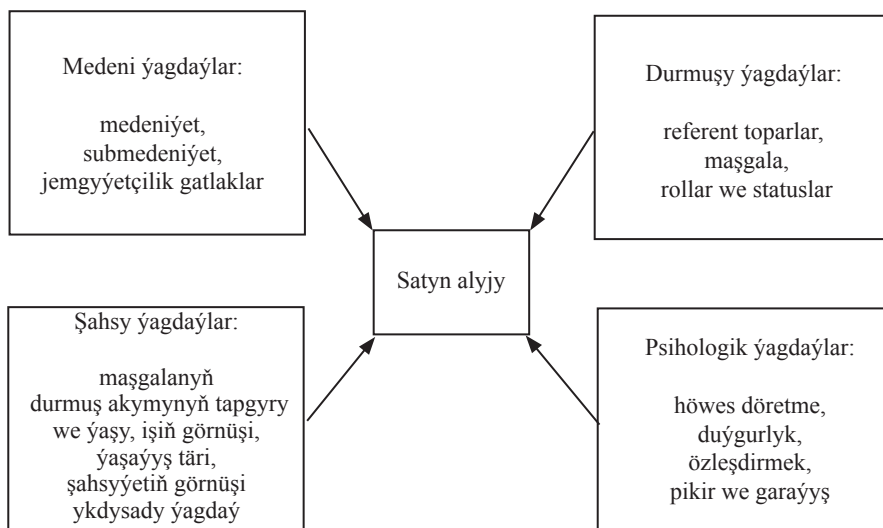 Medeni ýagdaýlar:
medeniýet,
submedeniýet,
jemgyýetçilik gatlaklar
Durmuşy ýagdaýlar:
referent toparlar,
maşgala,
rollar we statuslar
Satyn alyjy
Şahsy ýagdaýlar:
maşgalanyň
durmuş akymynyň tapgyry
we ýaşy, işiň görnüşi,
ýaşaýyş täri,
şahsyýetiň görnüşi
ykdysady ýagdaý
Psihologik ýagdaýlar:
höwes döretme,
duýgurlyk,
özleşdirmek,
pikir we garaýyş